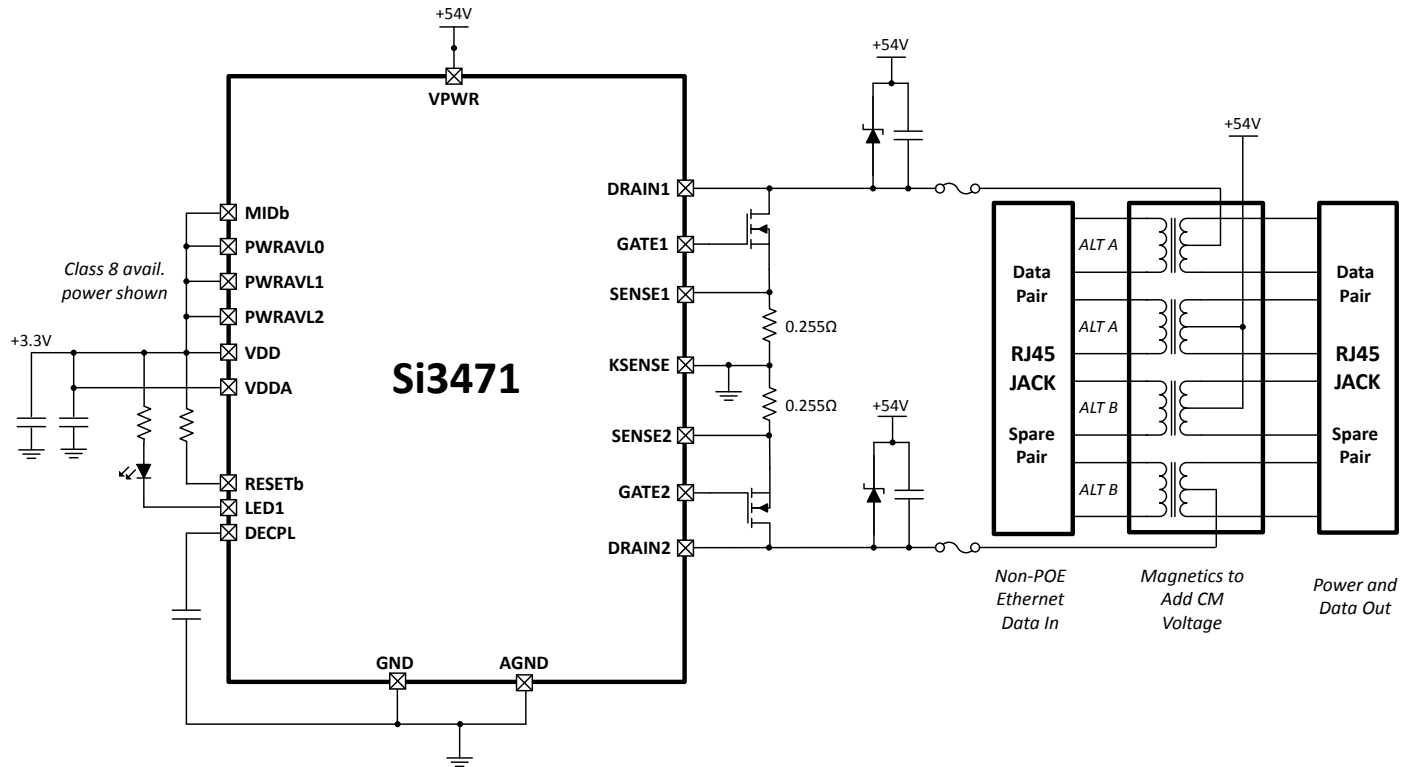 +54V
VPWR
+54V
+54V
DRAIN1
MIDb
GATE1
PWRAVL0
Class 8 avail.
power shown
PWRAVL1
SENSE1
PWRAVL2
0.255Ω
+3.3V
VDD
KSENSE
VDDA
Si3471
0.255Ω
+54V
SENSE2
RESETb
GATE2
LED1
DECPL
DRAIN2
GND
AGND
Data
Pair
RJ45
JACK
Spare
Pair
ALT A
ALT A
ALT B
ALT B
Data
Pair
RJ45
JACK
Spare
Pair
Non-POE
Ethernet
Data In
Magnetics to
Add CM
Voltage
Power and
Data Out